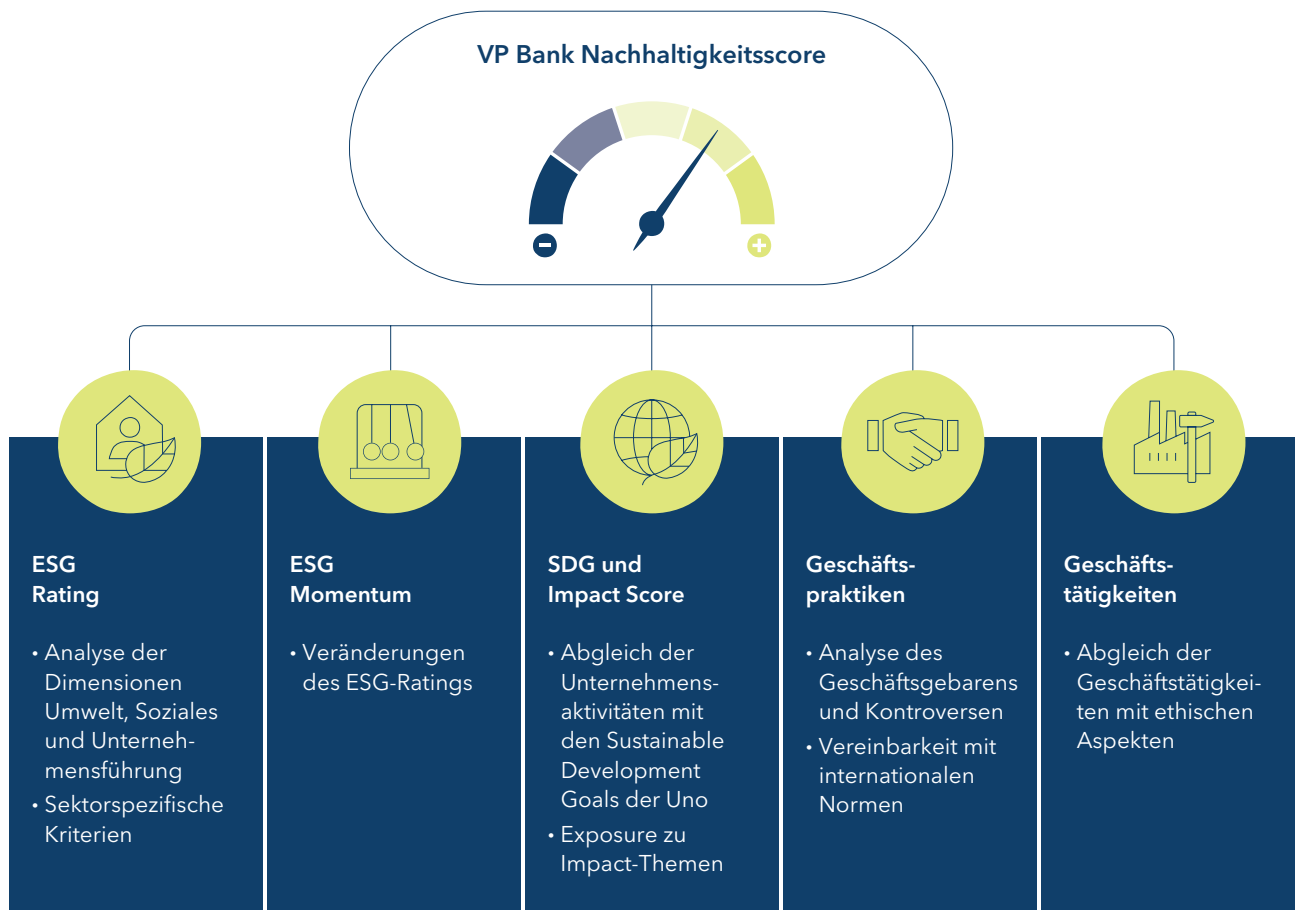 VP Bank Nachhaltigkeitsscore
ESG
Rating
• Analyse der
Dimensionen
Umwelt, Soziales
und Unterneh-
mensführung
• Sektorspezifische
Kriterien
ESG
Momentum
• Veränderungen
des ESG-Ratings
SDG und
Impact Score
• Abgleich der
Unternehmens-
aktivitäten mit
den Sustainable
Development
Goals der Uno
• Exposure zu
Impact-Themen
Geschäfts-
praktiken
• Analyse des
Geschäftsgebarens
und Kontroversen
• Vereinbarkeit mit
internationalen
Normen
Geschäfts-
tätigkeiten
• Abgleich der
Geschäftstätigkei-
ten mit ethischen
Aspekten